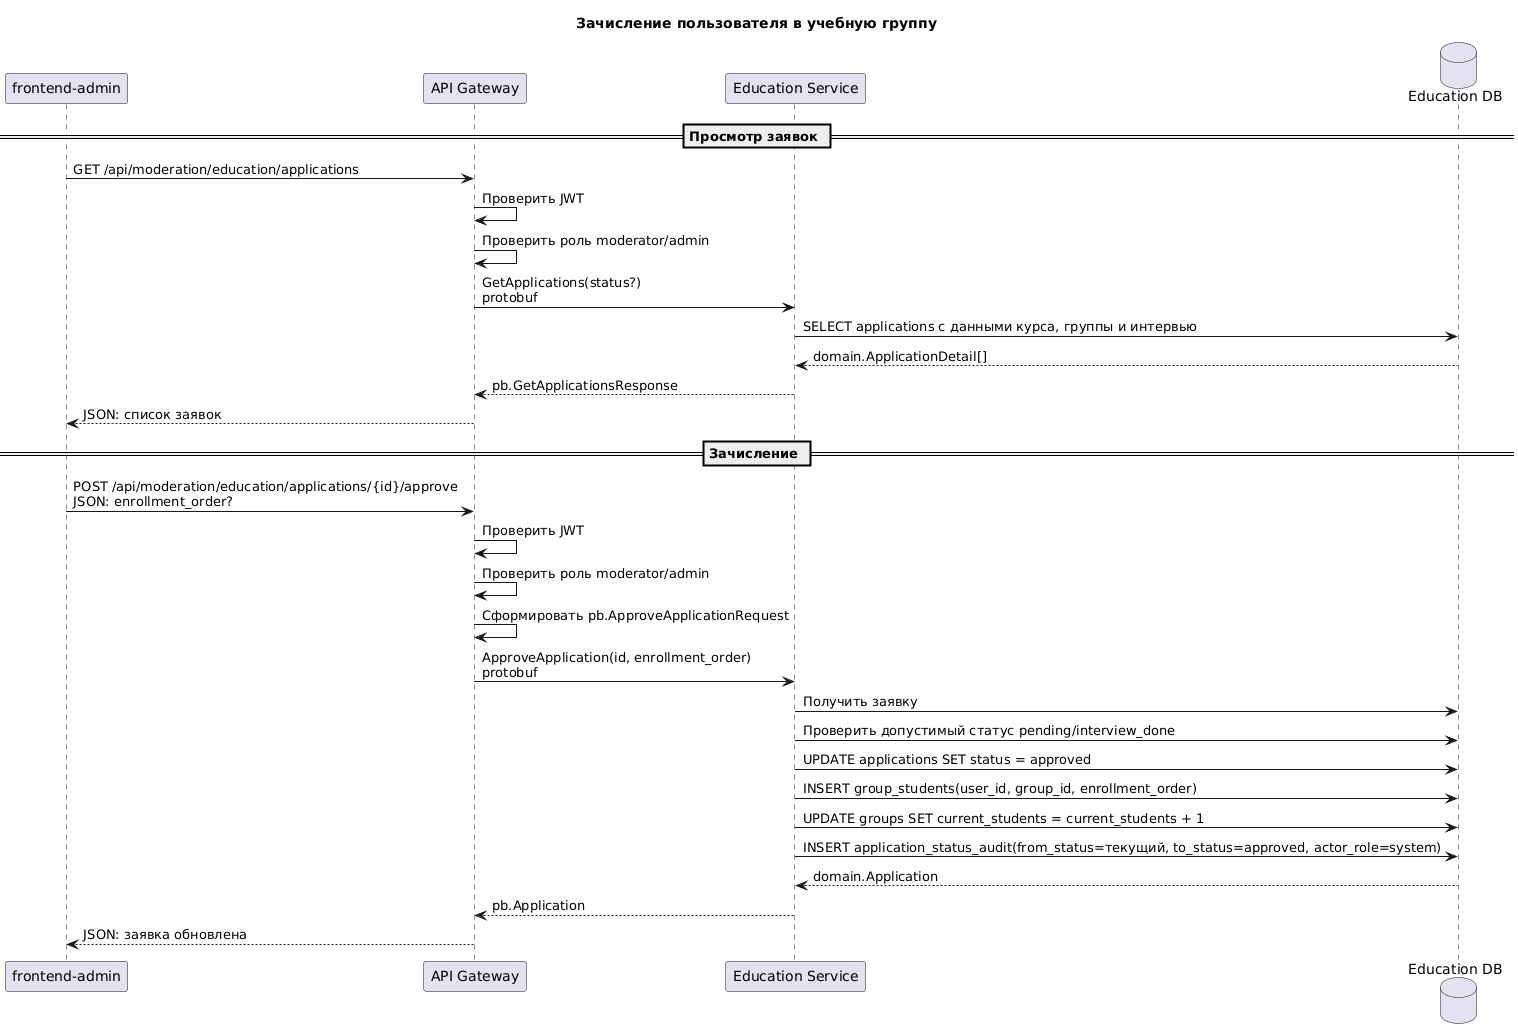 Зачисление пользователя в учебную группу
frontend-admin
API Gateway
Education Service
Education DB
Просмотр заявок
GET /api/moderation/education/applications
Проверить JWT
Проверить роль moderator/admin
GetApplications(status?)
protobuf
SELECT applications с данными курса, группы и интервью
domain.ApplicationDetail[]
pb.GetApplicationsResponse
JSON: список заявок
Зачисление
POST /api/moderation/education/applications/{id}/approve
JSON: enrollment_order?
Проверить JWT
Проверить роль moderator/admin
Сформировать pb.ApproveApplicationRequest
ApproveApplication(id, enrollment_order)
protobuf
Получить заявку
Проверить допустимый статус pending/interview_done
UPDATE applications SET status = approved
INSERT group_students(user_id, group_id, enrollment_order)
UPDATE groups SET current_students = current_students + 1
INSERT application_status_audit(from_status=текущий, to_status=approved, actor_role=system)
domain.Application
pb.Application
JSON: заявка обновлена
frontend-admin
API Gateway
Education Service
Education DB